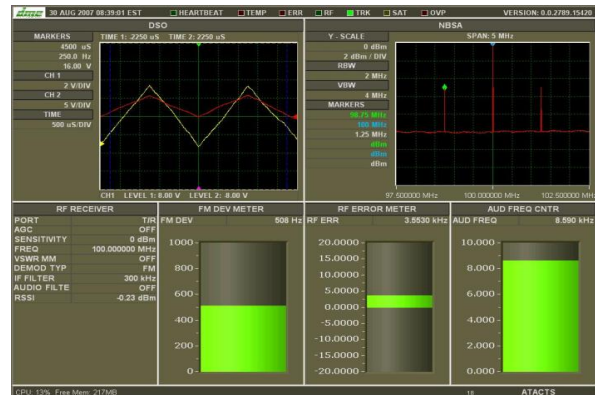 30 AUG 2007 08:39:01 EST HEARTBEAT TEMP ERR RF TRK SAT OVP VERSION: 0.0.2789.15420
DSO
MARKERS TIME 1: -2250 uS TIME 2: 2250 uS
4500 uS
250.0 Hz
16.00 V
CH 1
2 V/DIV
CH 2
5 V/DIV
TIME
500 uS/DIV
CH1 LEVEL 1: 8.00 V LEVEL 2: -8.00 V
NBSA
Y - SCALE SPAN: 5 MHz
0 dBm
2 dBm / DIV
RBW
2 MHz
VBW
4 MHz
MARKERS
98.75 MHz
100 MHz
1.25 MHz
dBm
dBm
dBm
97.500000 MHz 100.000000 MHz 102.500000 MHz
RF RECEIVER
PORT T/R
AGC OFF
SENSITIVITY 0 dBm
FREQ 100.000000 MHz
VSWR MM OFF
DEMOD TYP FM
IF FILTER 300 kHz
AUDIO FILTE OFF
RSSI -0.23 dBm
FM DEV METER
FM DEV 508 Hz
1000
800
600
400
200
0
RF ERROR METER
RF ERR 3.5530 kHz
20.0000
15.0000
10.0000
5.0000
0.0000
-5.0000
-10.0000
-15.0000
-20.0000
AUD FREQ CNTR
AUD FREQ 8.590 kHz
10.000
8.000
6.000
4.000
2.000
0.000
CPU: 13% Free Mem: 217MB 18 ATACTS